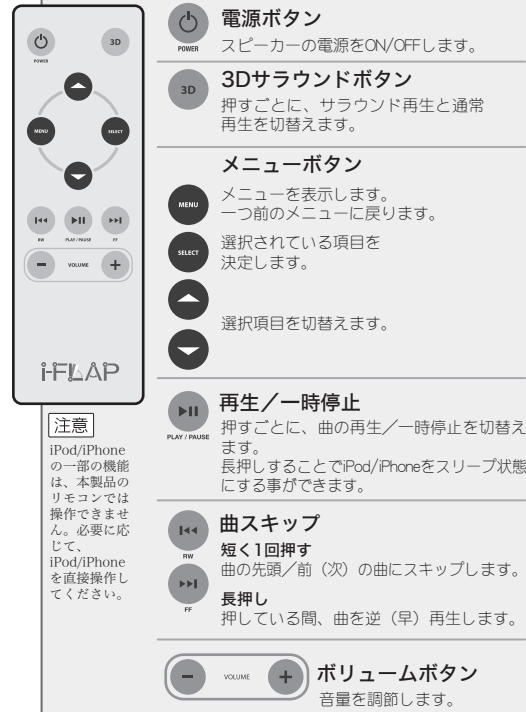 POWER
3D
MENU
SELECT
RW
PLAY / PAUSE
FF
VOLUME
i-FLAP
注意
iPod/iPhone
の一部の機能
は、本製品の
リモコンでは
操作できませ
ん。必要に応
じて、
iPod/iPhone
を直接操作し
てください。
POWER
電源ボタン
スピーカーの電源をON/OFFします。
3D
3Dサラウンドボタン
押すごとに、サラウンド再生と通常
再生を切替えます。
メニューボタン
MENU
メニューを表示します。
一つ前のメニューに戻ります。
SELECT
選択されている項目を
決定します。
選択項目を切替えます。
PLAY / PAUSE
再生／一時停止
押すごとに、曲の再生／一時停止を切替え
ます。
長押しすることでiPod/iPhoneをスリープ状態
にする事ができます。
曲スキップ
RW
短く1回押す
曲の先頭／前（次）の曲にスキップします。
FF
長押し
押している間、曲を逆（早）再生します。
VOLUME
ボリュームボタン
音量を調節します。